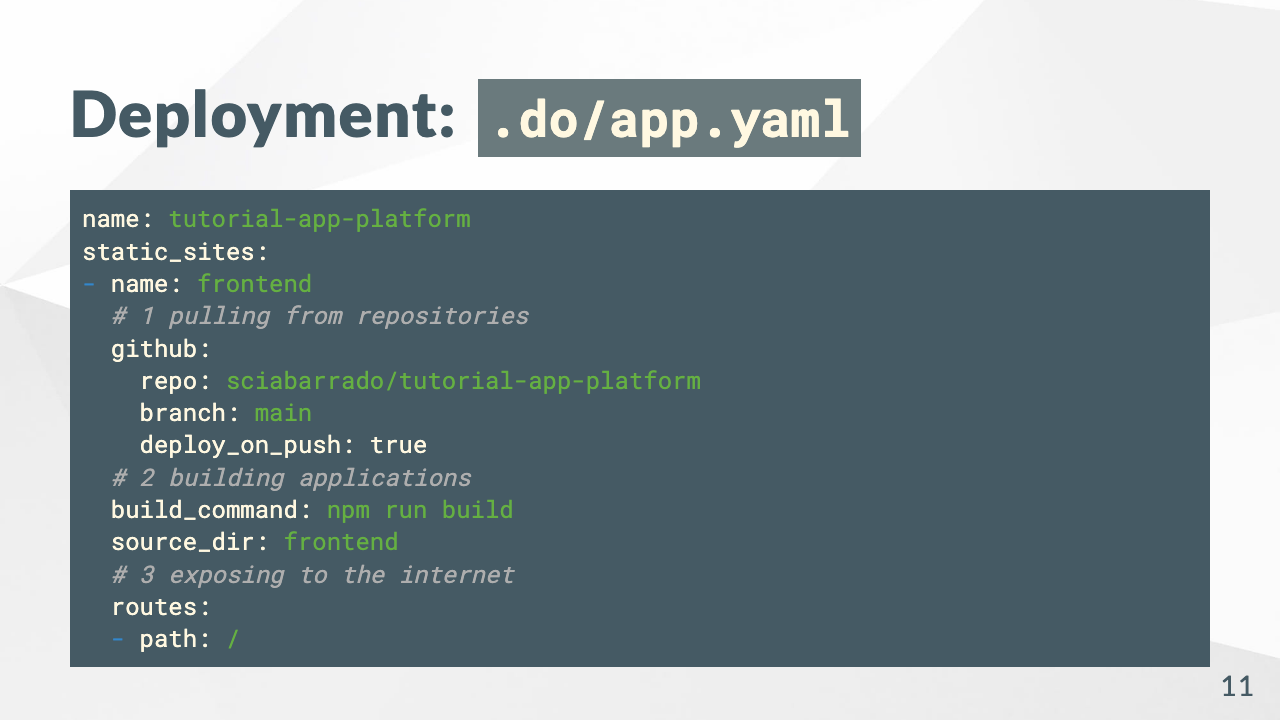 Deployment: .do/app.yaml
name: tutorial-app-platform
static_sites:
- name: frontend
  # 1 pulling from repositories
  github:
    repo: sciabarrado/tutorial-app-platform
    branch: main
    deploy_on_push: true
  # 2 building applications
  build_command: npm run build
  source_dir: frontend
  # 3 exposing to the internet
  routes:
  - path: /
11